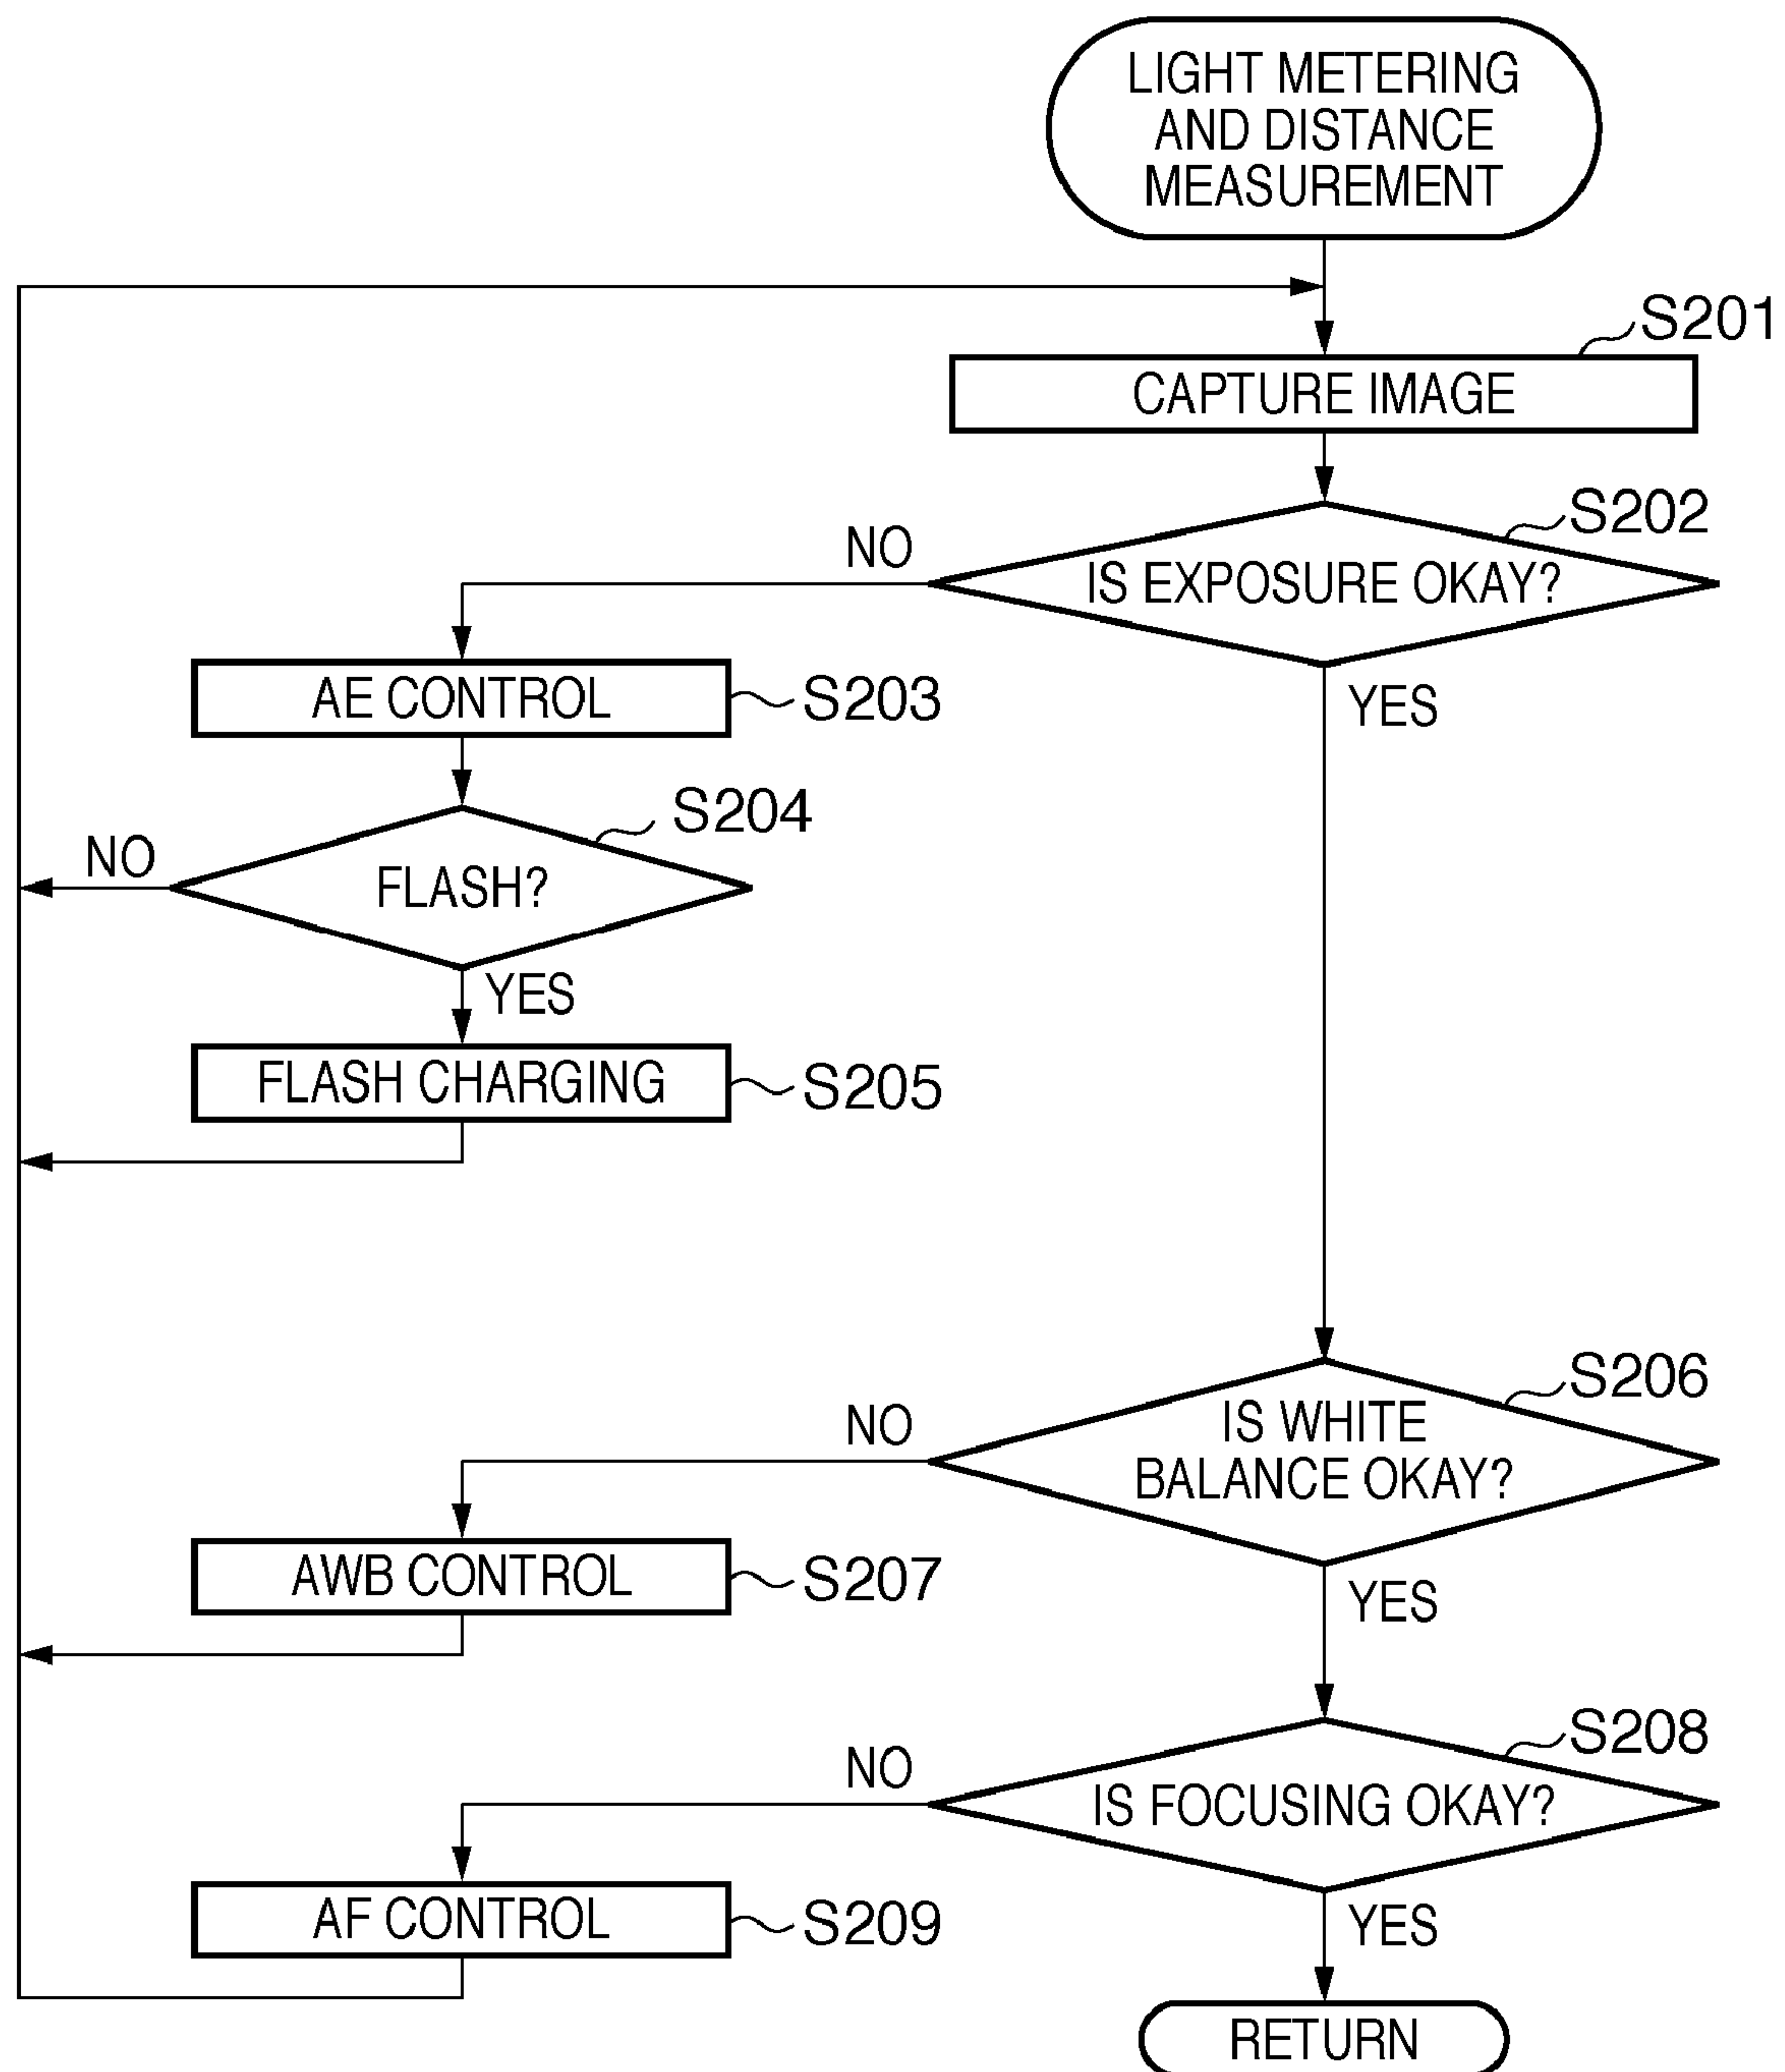 LIGHT METERING
AND DISTANCE
MEASUREMENT
S201
CAPTURE IMAGE
S202
NO
IS EXPOSURE OKAY?
AE CONTROL
S203
YES
S204
NO
FLASH?
YES
FLASH CHARGING
S205
S206
NO
IS WHITE
BALANCE OKAY?
AWB CONTROL
S207
YES
S208
NO
IS FOCUSING OKAY?
AF CONTROL
S209
YES
RETURN